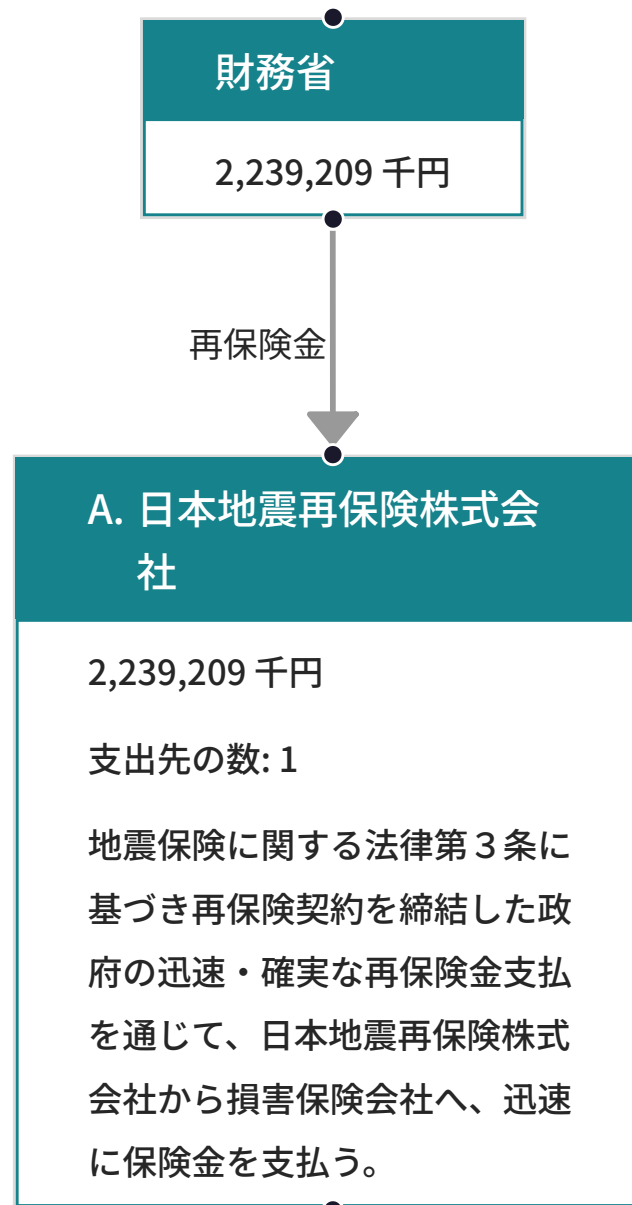 財務省
2,239,209 千円
再保険金
A. 日本地震再保険株式会
社
2,239,209 千円
支出先の数: 1
地震保険に関する法律第３条に
基づき再保険契約を締結した政
府の迅速・確実な再保険金支払
を通じて、日本地震再保険株式
会社から損害保険会社へ、迅速
に保険金を支払う。